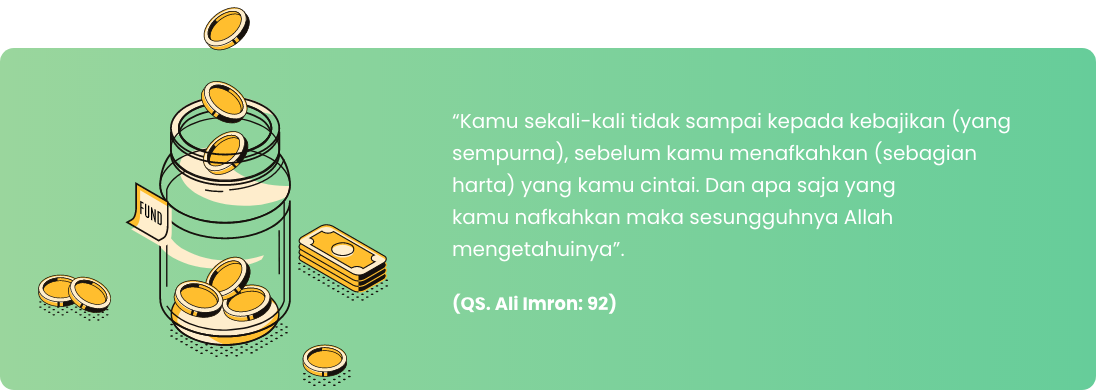 FUND
“Kamu sekali-kali tidak sampai kepada kebajikan (yang
sempurna), sebelum kamu menafkahkan (sebagian
harta) yang kamu cintai. Dan apa saja yang
kamu nafkahkan maka sesungguhnya Allah
mengetahuinya”.
(QS. Ali Imron: 92)